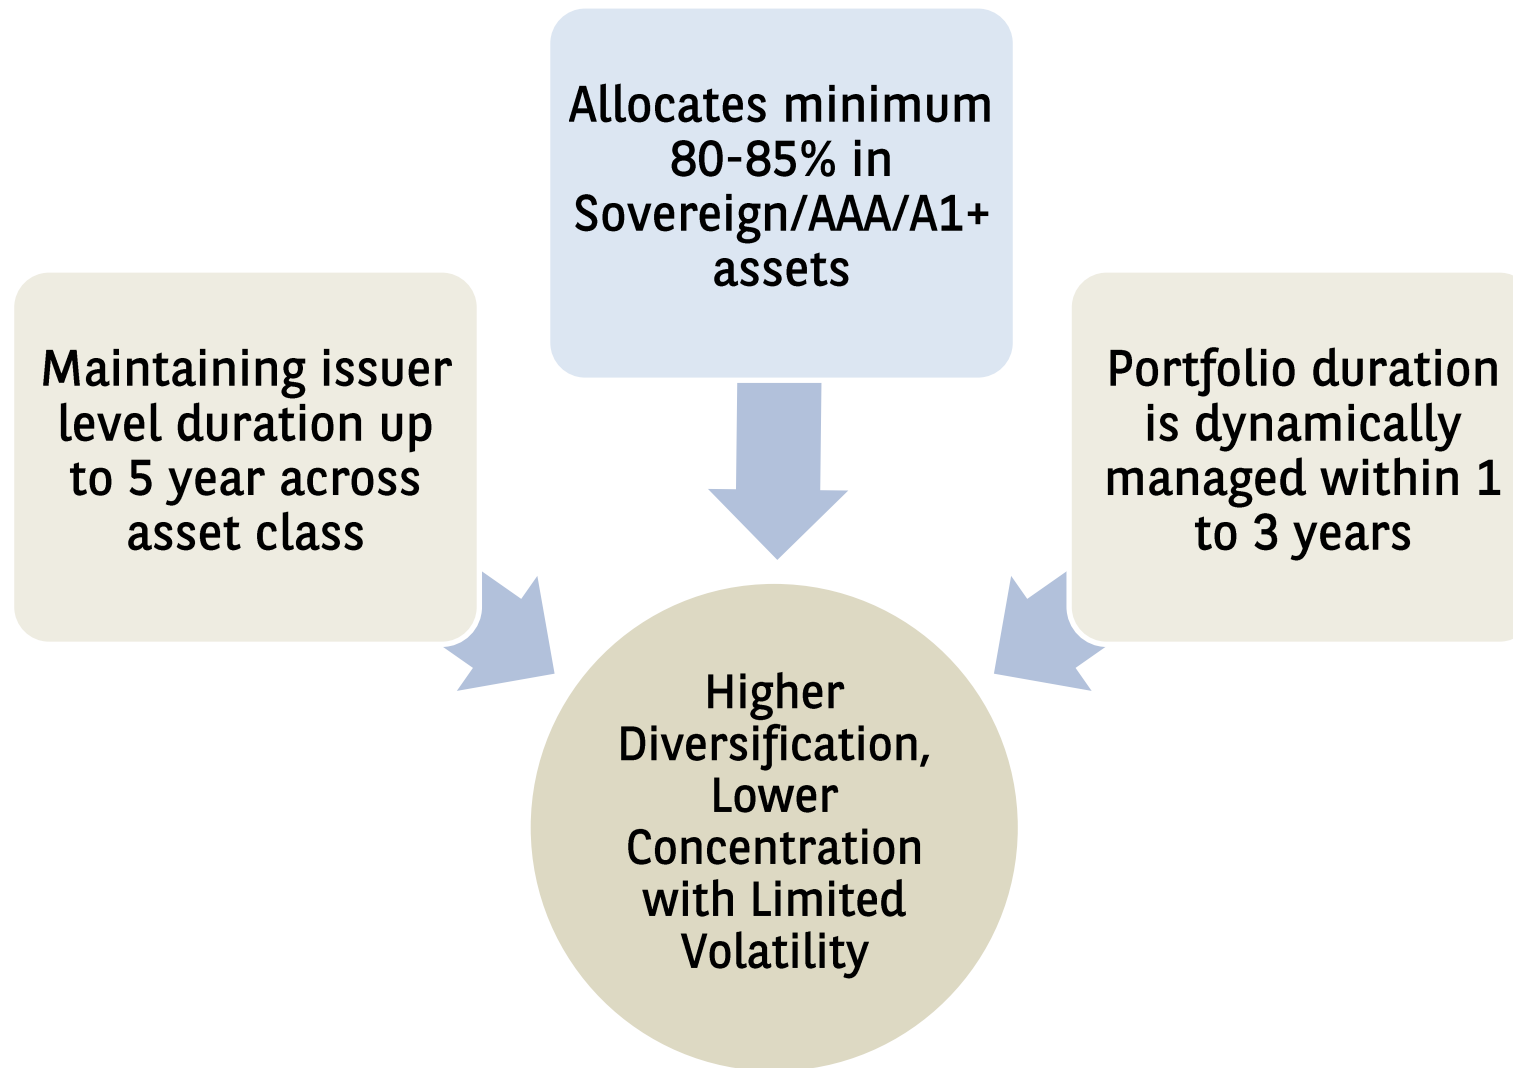 Allocates minimum
80-85% in
Sovereign/AAA/A1+
assets
Maintaining issuer
level duration up
to 5 year across
asset class
Portfolio duration
is dynamically
managed within 1
to 3 years
Higher
Diversification,
Lower
Concentration
with Limited
Volatility